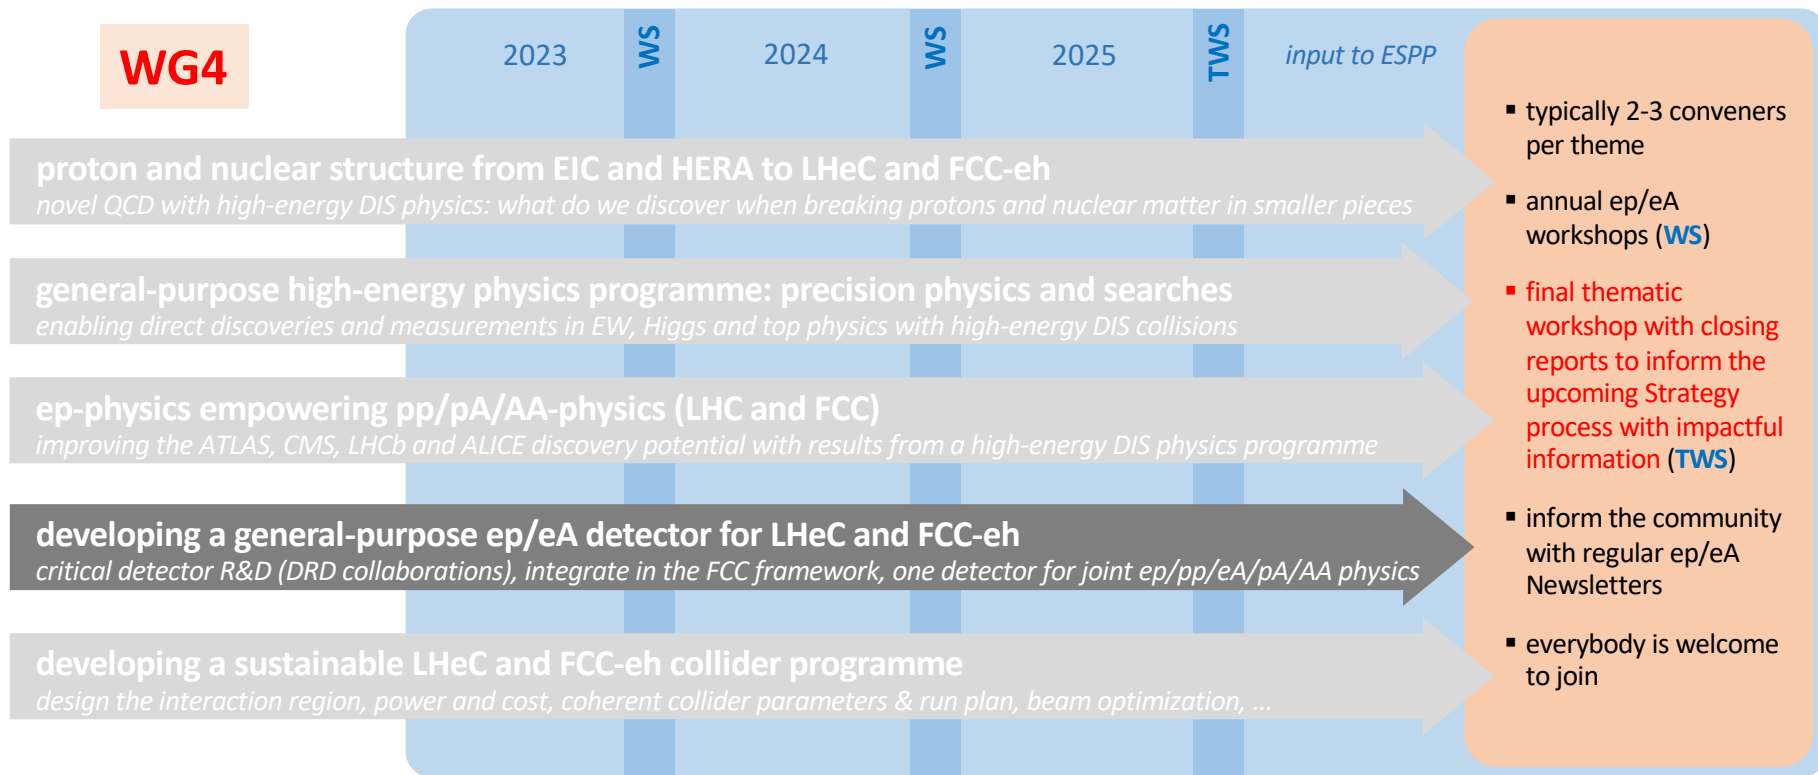 WG4
2023
WS
2024
WS
2025
TWS
input to ESPP
proton and nuclear structure from EIC and HERA to LHeC and FCC-eh
novel QCD with high-energy DIS physics: what do we discover when breaking protons and nuclear matter in smaller pieces
general-purpose high-energy physics programme: precision physics and searches
enabling direct discoveries and measurements in EW, Higgs and top physics with high-energy DIS collisions
ep-physics empowering pp/pA/AA-physics (LHC and FCC)
improving the ATLAS, CMS, LHCb and ALICE discovery potential with results from a high-energy DIS physics programme
developing a general-purpose ep/eA detector for LHeC and FCC-eh
critical detector R&D (DRD collaborations), integrate in the FCC framework, one detector for joint ep/pp/eA/pA/AA physics
developing a sustainable LHeC and FCC-eh collider programme
design the interaction region, power and cost, coherent collider parameters & run plan, beam optimization, ...
▪ typically 2-3 conveners
per theme
▪ annual ep/eA
workshops (WS)
▪ final thematic
workshop with closing
reports to inform the
upcoming Strategy
process with impactful
information (TWS)
▪ inform the community
with regular ep/eA
Newsletters
▪ everybody is welcome
to join